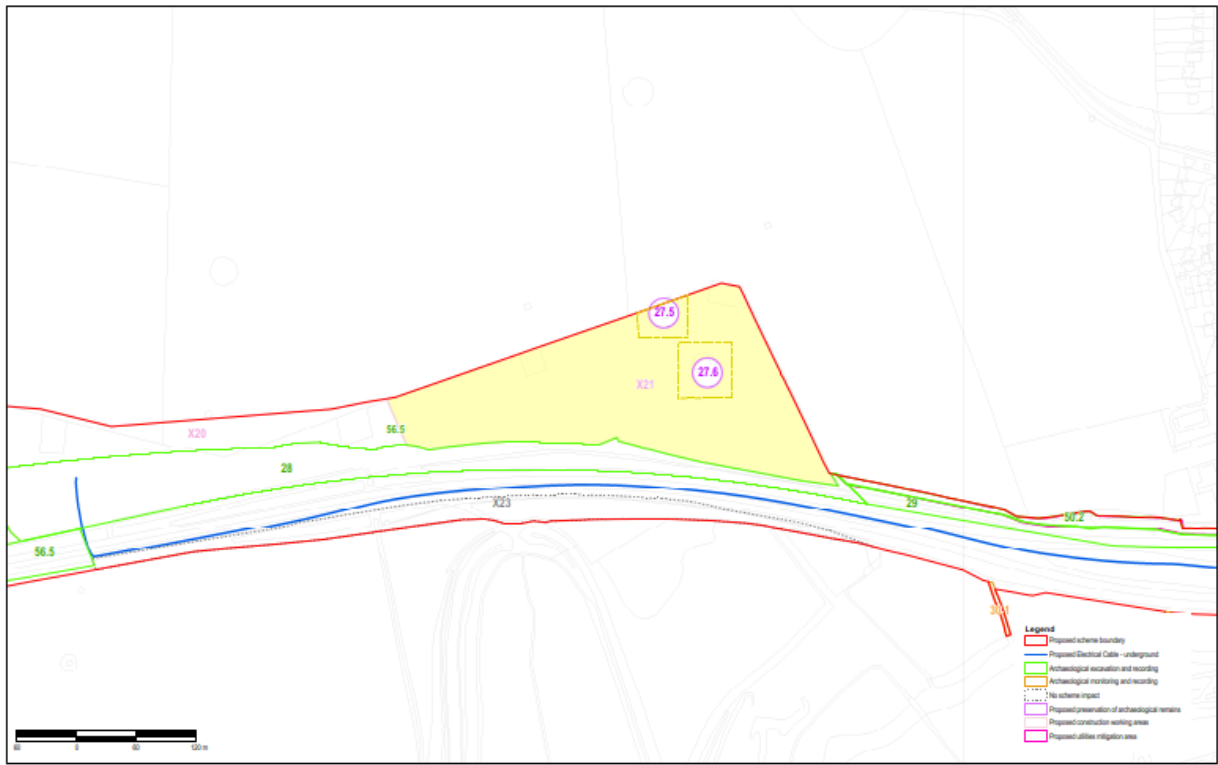 27.5
27.6
X21
56.5
X20
28
X23
29
50.2
56.5
Legend
Proposed scheme boundary
Proposed Electrical Cable - underground
Archaeological excavation and recording
Archaeological monitoring and recording
No scheme impact
Proposed preservation of archaeological remains
Proposed construction working areas
Proposed utilities mitigation area
60 0 60 120 m